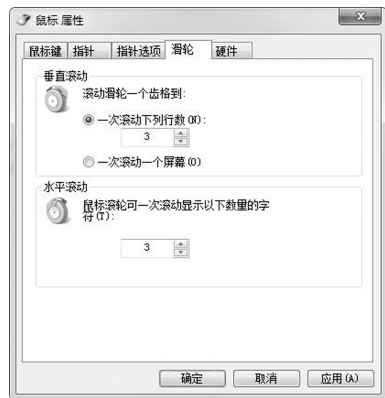 鼠标 属性
鼠标键 指针 指针选项 滑轮 硬件
垂直滚动
滚动滑轮一个齿格到:
一次滚动下列行数(N):
3
一次滚动一个屏幕(O)
水平滚动
鼠标滚轮可一次滚动显示以下数量的字
符(T):
3
确定 取消 应用(A)